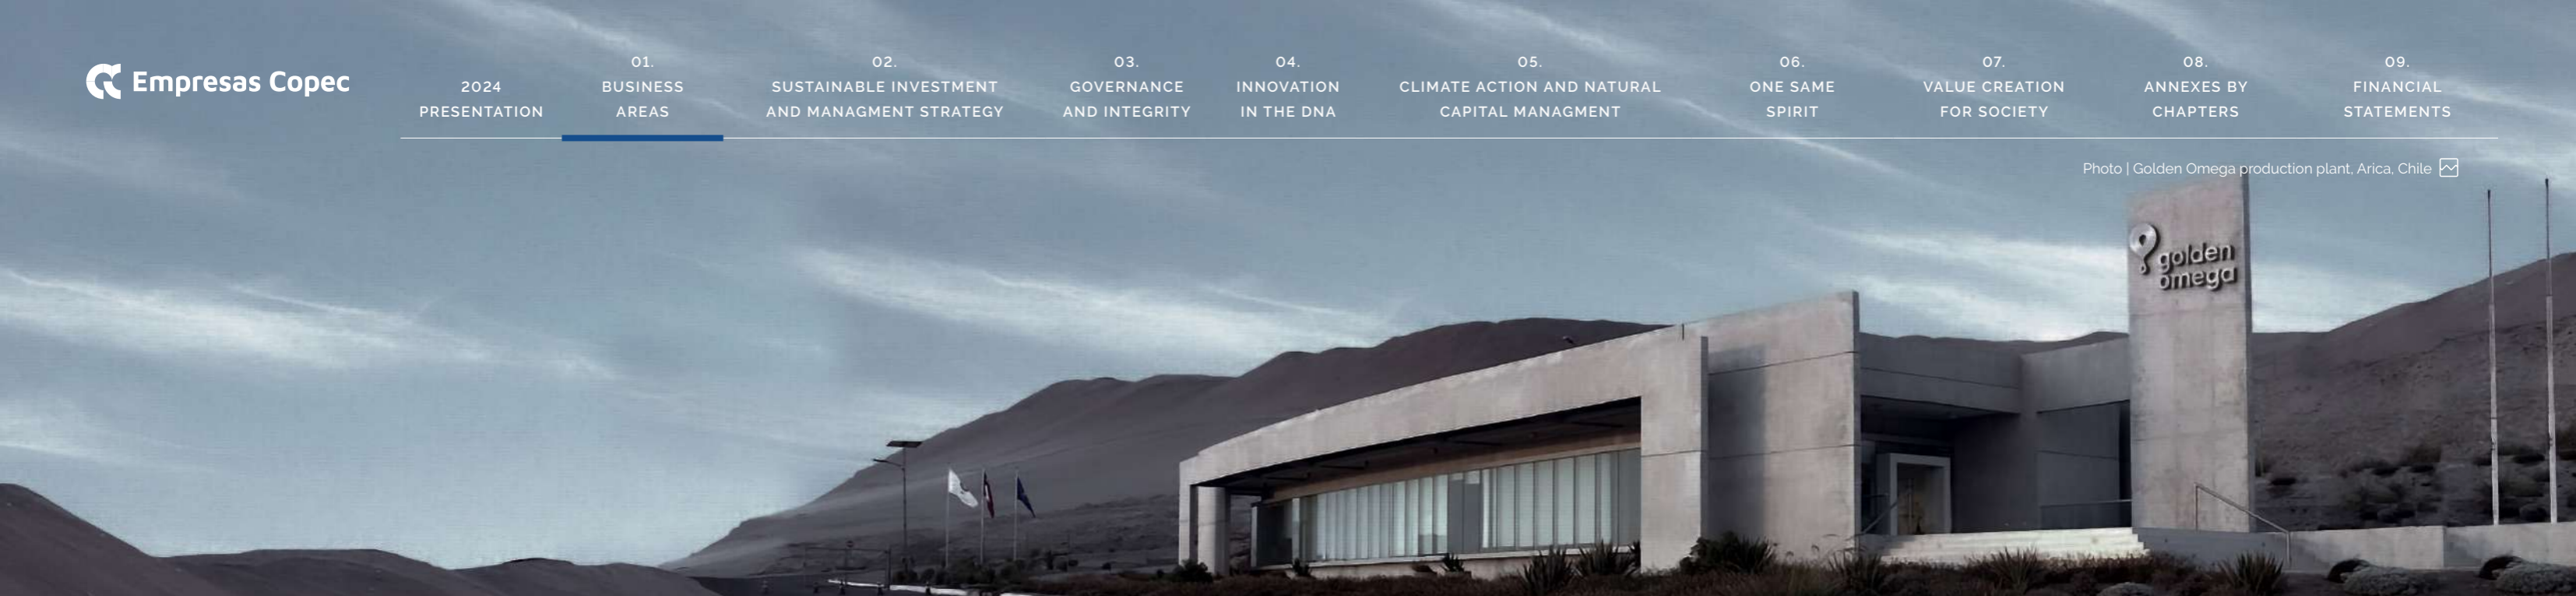 Empresas Copec
2024
PRESENTATION
01.
BUSINESS
AREAS
02.
SUSTAINABLE INVESTMENT
AND MANAGMENT STRATEGY
03.
GOVERNANCE
AND INTEGRITY
04.
INNOVATION
IN THE DNA
05.
CLIMATE ACTION AND NATURAL
CAPITAL MANAGMENT
06.
ONE SAME
SPIRIT
07.
VALUE CREATION
FOR SOCIETY
08.
ANNEXES BY
CHAPTERS
09.
FINANCIAL
STATEMENTS
Photo | Golden Omega production plant, Arica, Chile
golden
omega